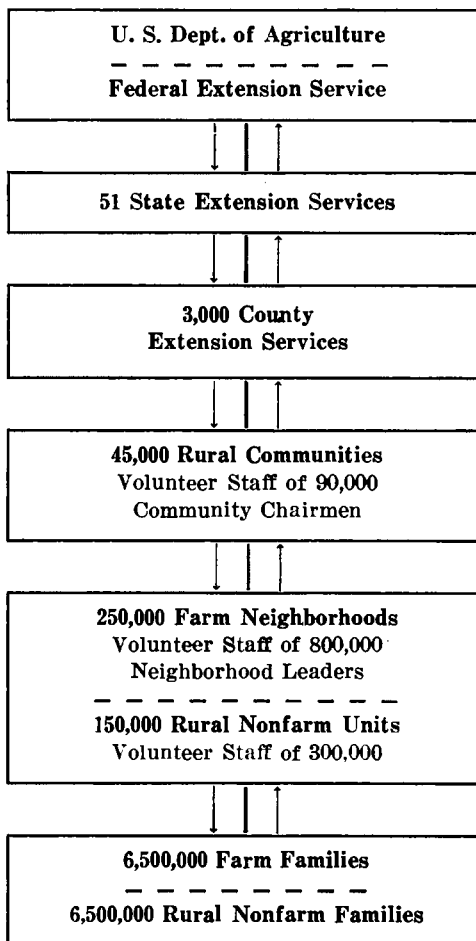 U. S. Dept. of Agriculture
Federal Extension Service
51 State Extension Services
3,000 County
Extension Services
45,000 Rural Communities
Volunteer Staff of 90,000
Community Chairmen
250,000 Farm Neighborhoods
Volunteer Staff of 800,000
Neighborhood Leaders
150,000 Rural Nonfarm Units
Volunteer Staff of 300,000
6,500,000 Farm Families
6,500,000 Rural Nonfarm Families